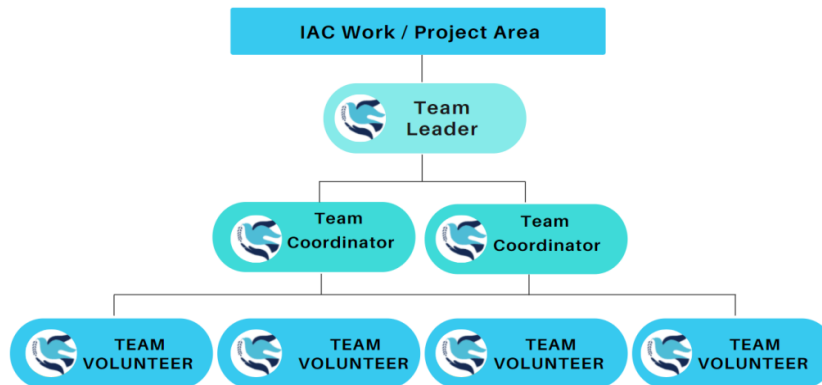 IAC Work / Project Area
Team
Leader
Team
Coordinator
Team
Coordinator
TEAM
VOLUNTEER
TEAM
VOLUNTEER
TEAM
VOLUNTEER
TEAM
VOLUNTEER